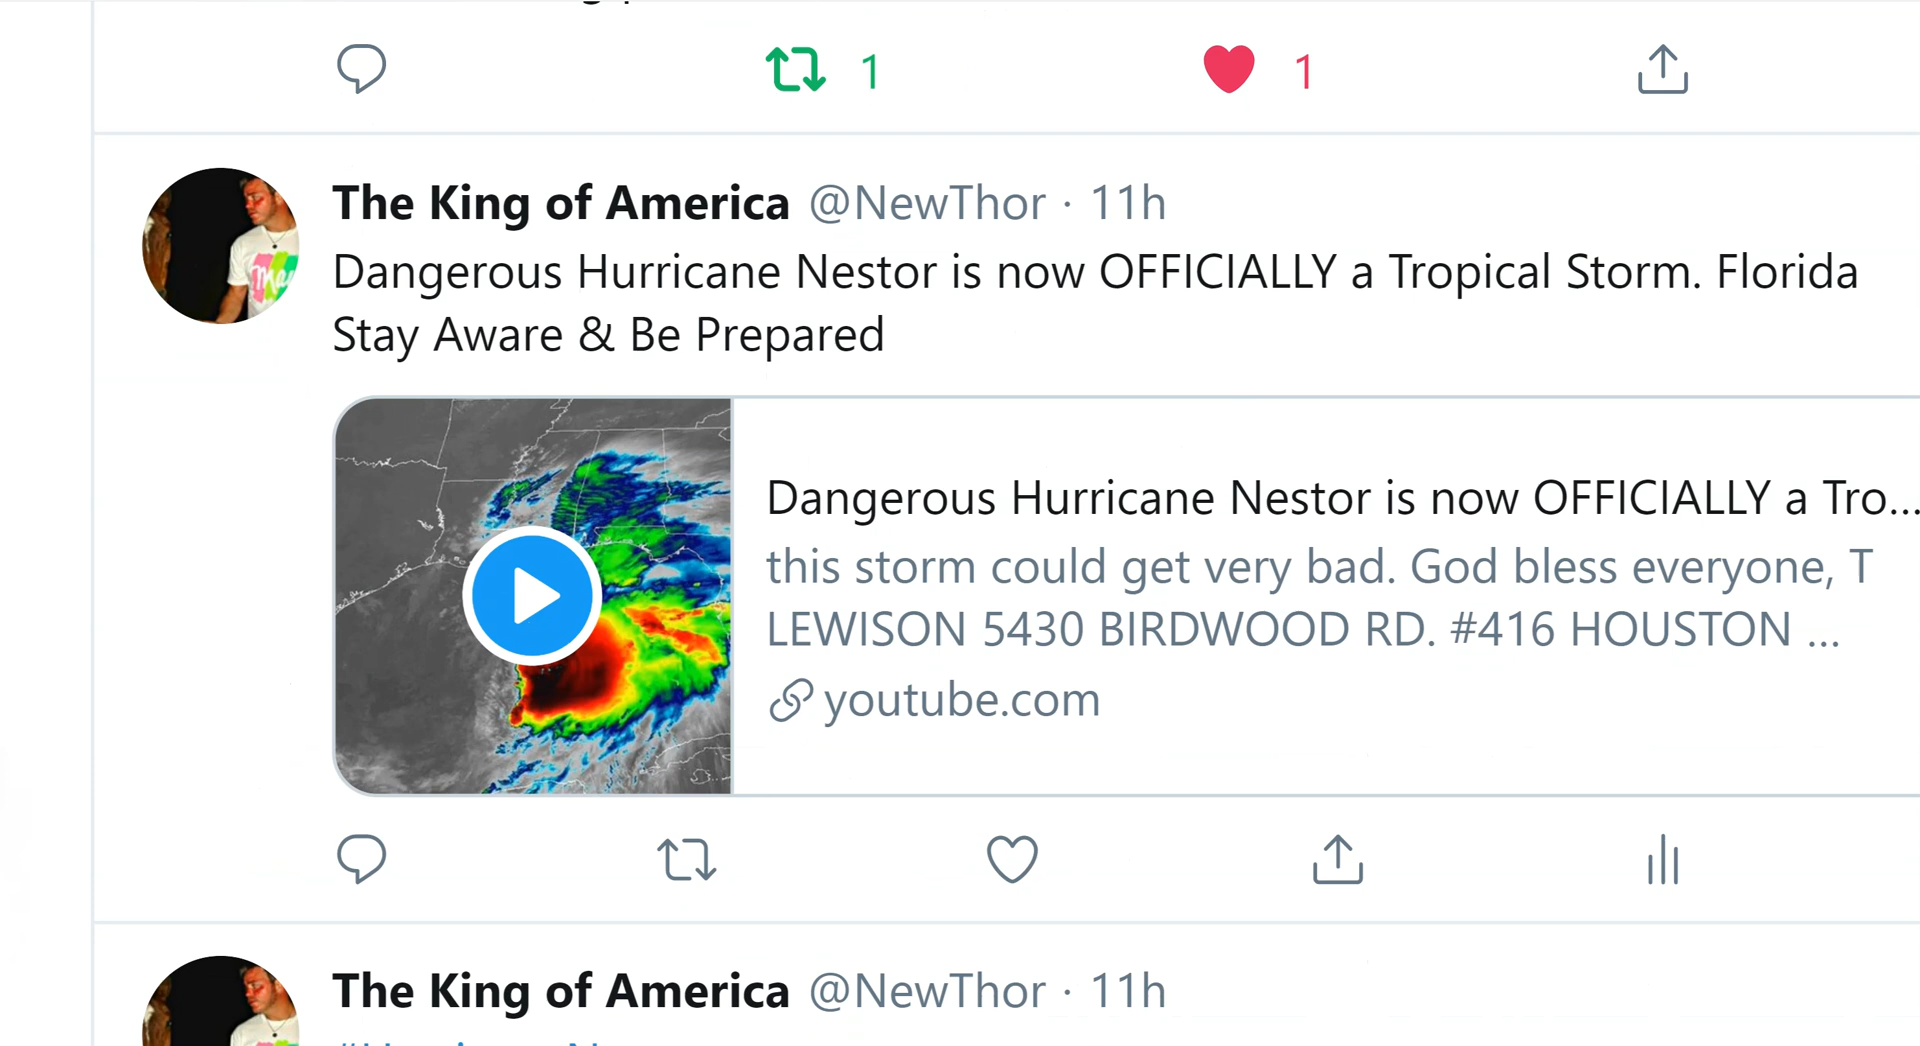 1 1
The King of America @NewThor · 11h
Dangerous Hurricane Nestor is now OFFICIALLY a Tropical Storm. Florida
Stay Aware & Be Prepared
Dangerous Hurricane Nestor is now OFFICIALLY a Tro...
this storm could get very bad. God bless everyone, T
LEWISON 5430 BIRDWOOD RD. #416 HOUSTON ...
youtube.com
The King of America @NewThor · 11h